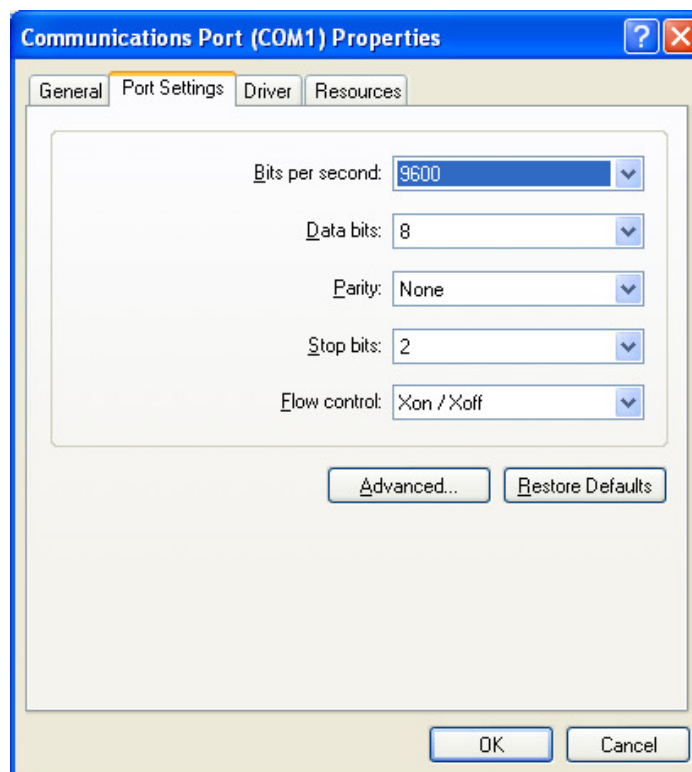 Communications Port (COM1) Properties
General Port Settings Driver Resources
Bits per second: 9600
Data bits: 8
Parity: None
Stop bits: 2
Flow control: Xon / Xoff
Advanced... Restore Defaults
OK Cancel